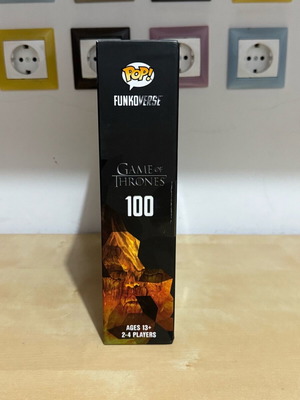 POP!
FUNKOVERSE
GAME OF
THRONES
100
AGES 13+
2-4 PLAYERS